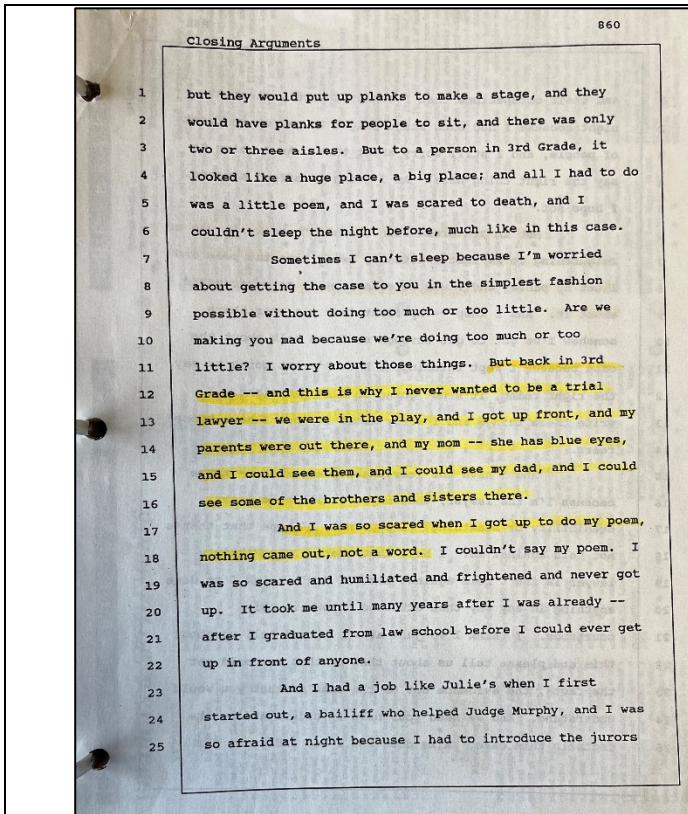 860
Closing Arguments
1 but they would put up planks to make a stage, and they
2 would have planks for people to sit, and there was only
3 two or three aisles. But to a person in 3rd Grade, it
4 looked like a huge place, a big place; and all I had to do
5 was a little poem, and I was scared to death, and I
6 couldn't sleep the night before, much like in this case.
7 Sometimes I can't sleep because I'm worried
8 about getting the case to you in the simplest fashion
9 possible without doing too much or too little. Are we
10 making you mad because we're doing too much or too
11 little? I worry about those things. But back in 3rd
12 Grade -- and this is why I never wanted to be a trial
13 lawyer -- we were in the play, and I got up front, and my
14 parents were out there, and my mom -- she has blue eyes,
15 and I could see them, and I could see my dad, and I could
16 see some of the brothers and sisters there.
17 And I was so scared when I got up to do my poem,
18 nothing came out, not a word. I couldn't say my poem. I
19 was so scared and humiliated and frightened and never got
20 up. It took me until many years after I was already --
21 after I graduated from law school before I could ever get
22 up in front of anyone.
23 And I had a job like Julie's when I first
24 started out, a bailiff who helped Judge Murphy, and I was
25 so afraid at night because I had to introduce the jurors